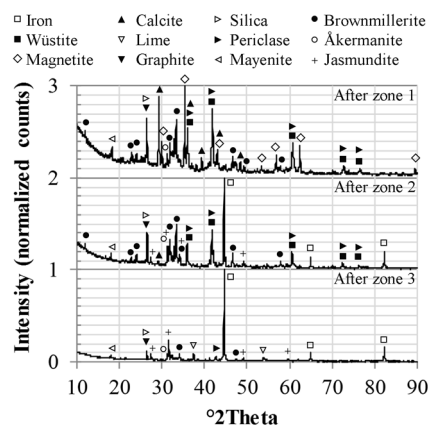 Iron Calcite Silica Brownmillerite
Wüstite Lime Periclase Åkermanite
Magnetite Graphite Mayenite Jasmundite
3
After zone 1
2
After zone 2
1
After zone 3
0
10 20 30 40 50 60 70 80 90
Intensity (normalized counts)
°2Theta